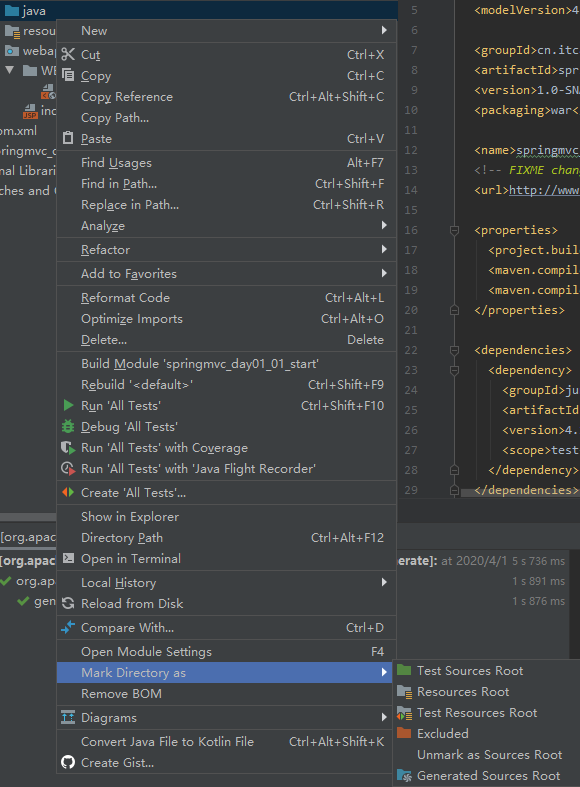 java
resou
webap
WE
inc
om.xml
ringmvc_d
nal Librari
ches and C
New
Cut Ctrl+X
Copy Ctrl+C
Copy Reference Ctrl+Alt+Shift+C
Copy Path...
Paste Ctrl+V
Find Usages Alt+F7
Find in Path... Ctrl+Shift+F
Replace in Path... Ctrl+Shift+R
Analyze
Refactor
Add to Favorites
Reformat Code Ctrl+Alt+L
Optimize Imports Ctrl+Alt+O
Delete... Delete
Build Module 'springmvc_day01_01_start'
Rebuild '<default>' Ctrl+Shift+F9
Run 'All Tests' Ctrl+Shift+F10
Debug 'All Tests'
Run 'All Tests' with Coverage
Run 'All Tests' with 'Java Flight Recorder'
Create 'All Tests'...
Show in Explorer
Directory Path Ctrl+Alt+F12
Open in Terminal
Local History
Reload from Disk
Compare With... Ctrl+D
Open Module Settings F4
Mark Directory as
Remove BOM
Diagrams
Convert Java File to Kotlin File Ctrl+Alt+Shift+K
Create Gist...
Test Sources Root
Resources Root
Test Resources Root
Excluded
Unmark as Sources Root
Generated Sources Root
5 <modelVersion>4
6
7 <groupId>cn.itc
8 <artifactId>spr
9 <version>1.0-SNA
10 <packaging>war<
11
12 <name>springmvc
13 <!-- FIXME chan
14 <url>http://www
15
16 <properties>
17 <project.buil
18 <maven.compil
19 <maven.compil
20 </properties>
21
22 <dependencies>
23 <dependency>
24 <groupId>ju
25 <artifactId
26 <version>4.
27 <scope>test
28 </dependency>
29 </dependencies>
[org.apac
[org.apac nerate]: at 2020/4/1 5 s 736 ms
org.apa 1 s 891 ms
gen 1 s 876 ms